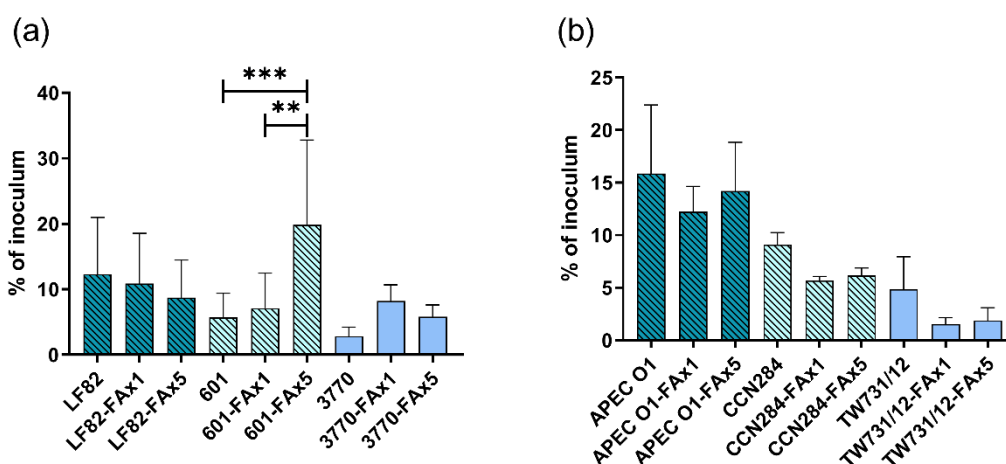 (a)
***
**
% of inoculum
40
30
20
10
0
LF82
LF82-FAx1
LF82-FAx5
601
601-FAx1
601-FAx5
3770
3770-FAx1
3770-FAx5
(b)
% of inoculum
25
20
15
10
5
0
APEC O1
APEC O1-FAx1
APEC O1-FAx5
CCN284
CCN284-FAx1
CCN284-FAx5
TW731/12
TW731/12-FAx1
TW731/12-FAx5